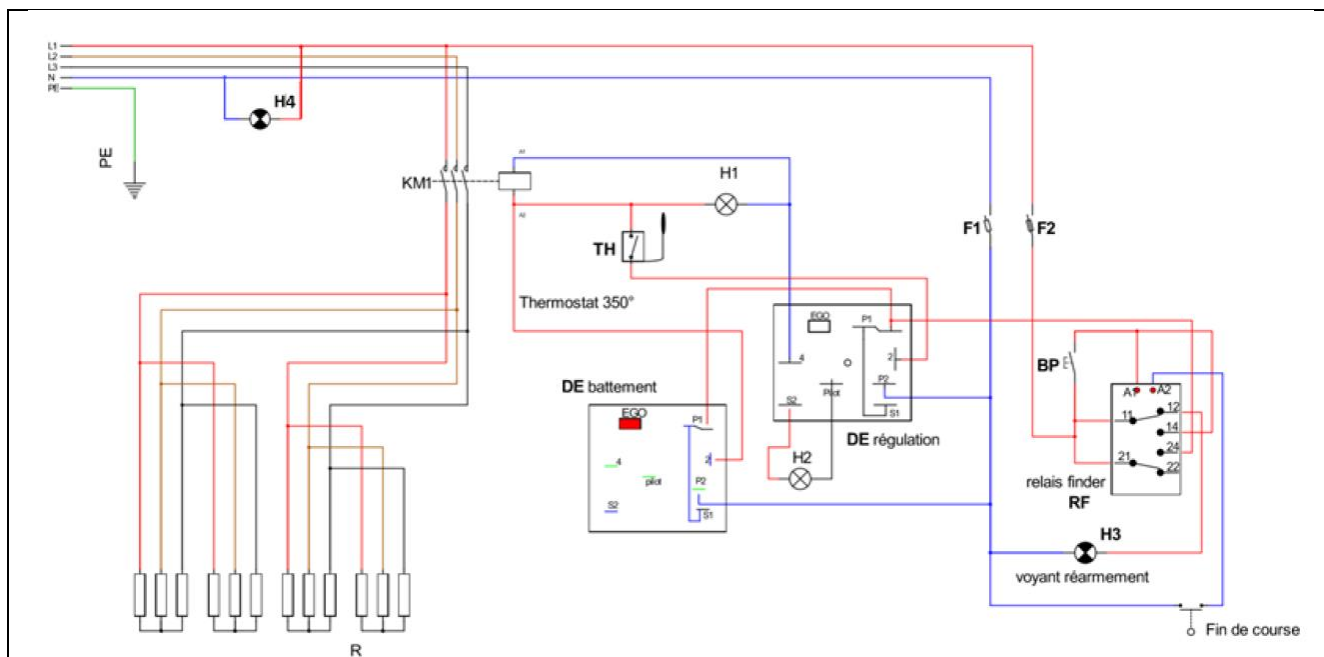 L1
L2
L3
N
PE
H4
PE
KM1
A1
A2
H1
TH
F1
F2
Thermostat 350°
EGO
P1
4
2
P2
Pilot
S2
S1
DE régulation
H2
DE battement
EGO
P1
4
2
pilot
P2
S2
S1
BP
A1
A2
11
12
14
24
21
22
relais finder
RF
H3
voyant réarmement
Fin de course
R